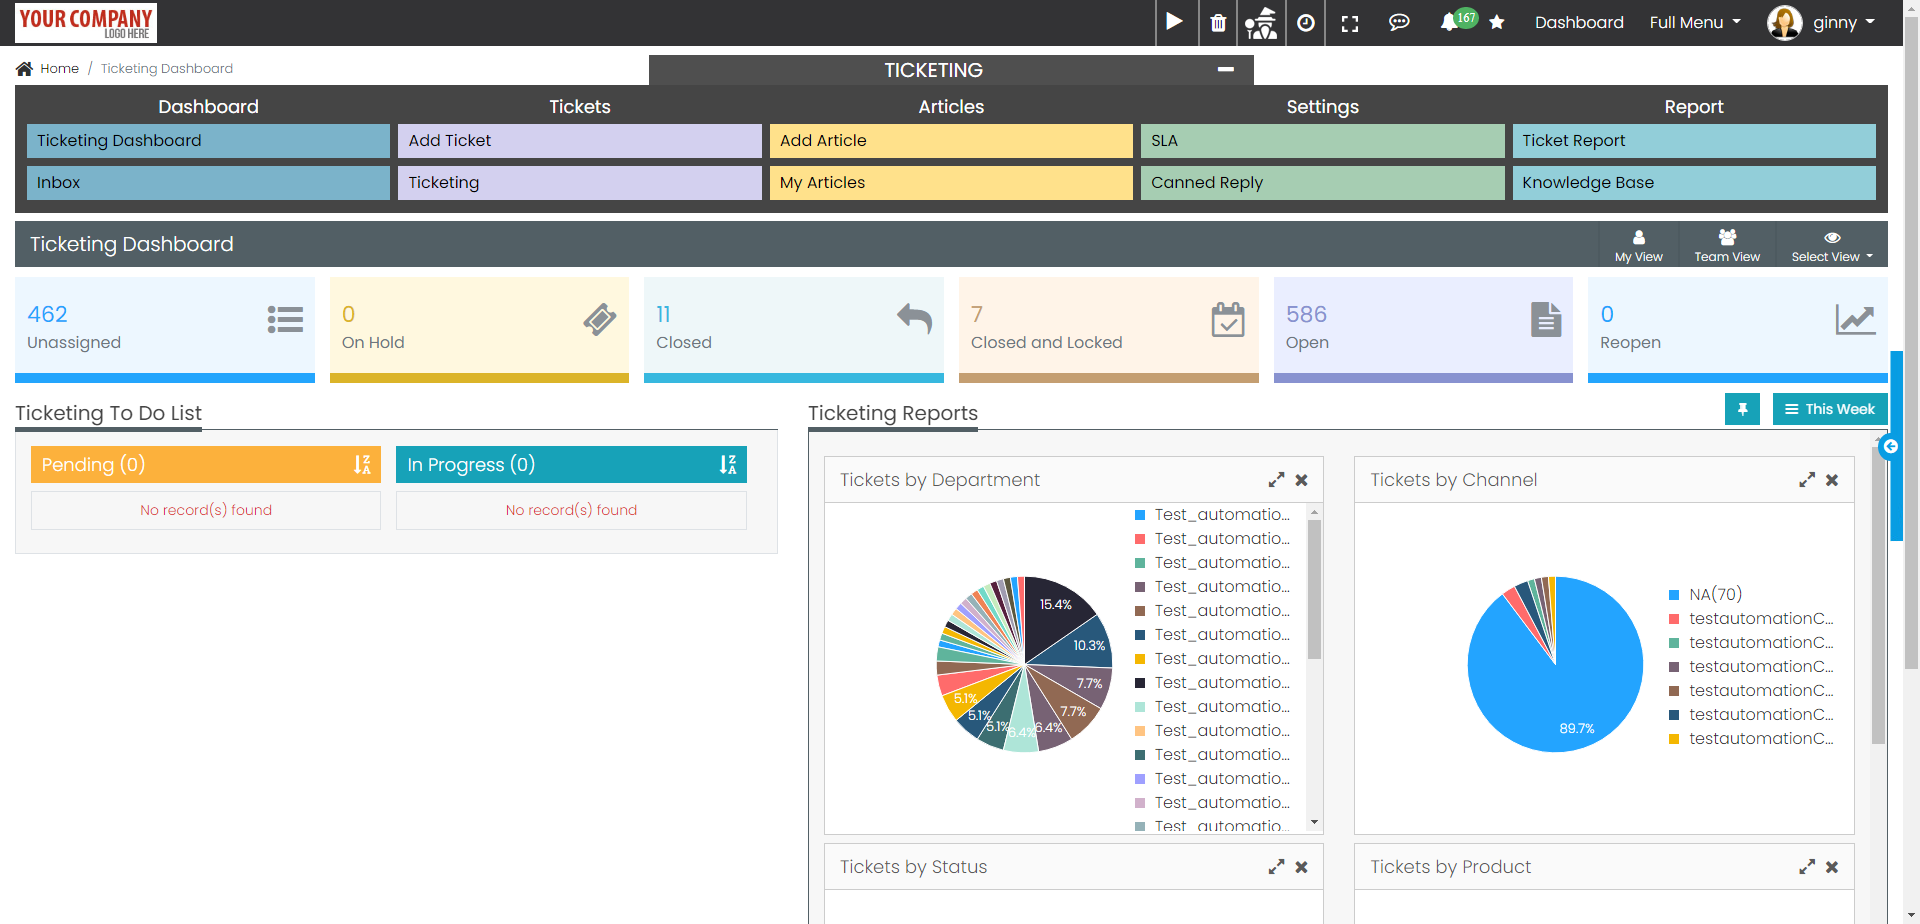 YOUR COMPANY
LOGO HERE
167
Dashboard
Full Menu
ginny
Home / Ticketing Dashboard
TICKETING
Dashboard
Tickets
Articles
Settings
Report
Ticketing Dashboard
Add Ticket
Add Article
SLA
Ticket Report
Inbox
Ticketing
My Articles
Canned Reply
Knowledge Base
Ticketing Dashboard
My View
Team View
Select View
462
Unassigned
0
On Hold
11
Closed
7
Closed and Locked
586
Open
0
Reopen
Ticketing To Do List
Pending (0)
In Progress (0)
No record(s) found
No record(s) found
Ticketing Reports
This Week
Tickets by Department
15.4%
10.3%
7.7%
7.7%
6.4%
6.4%
5.1%
5.1%
5.1%
Test_automatio...
Test_automatio...
Test_automatio...
Test_automatio...
Test_automatio...
Test_automatio...
Test_automatio...
Test_automatio...
Test_automatio...
Test_automatio...
Test_automatio...
Test_automatio...
Test_automatio...
Test_automatio...
Tickets by Channel
89.7%
NA(70)
testautomationC...
testautomationC...
testautomationC...
testautomationC...
testautomationC...
testautomationC...
Tickets by Status
Tickets by Product